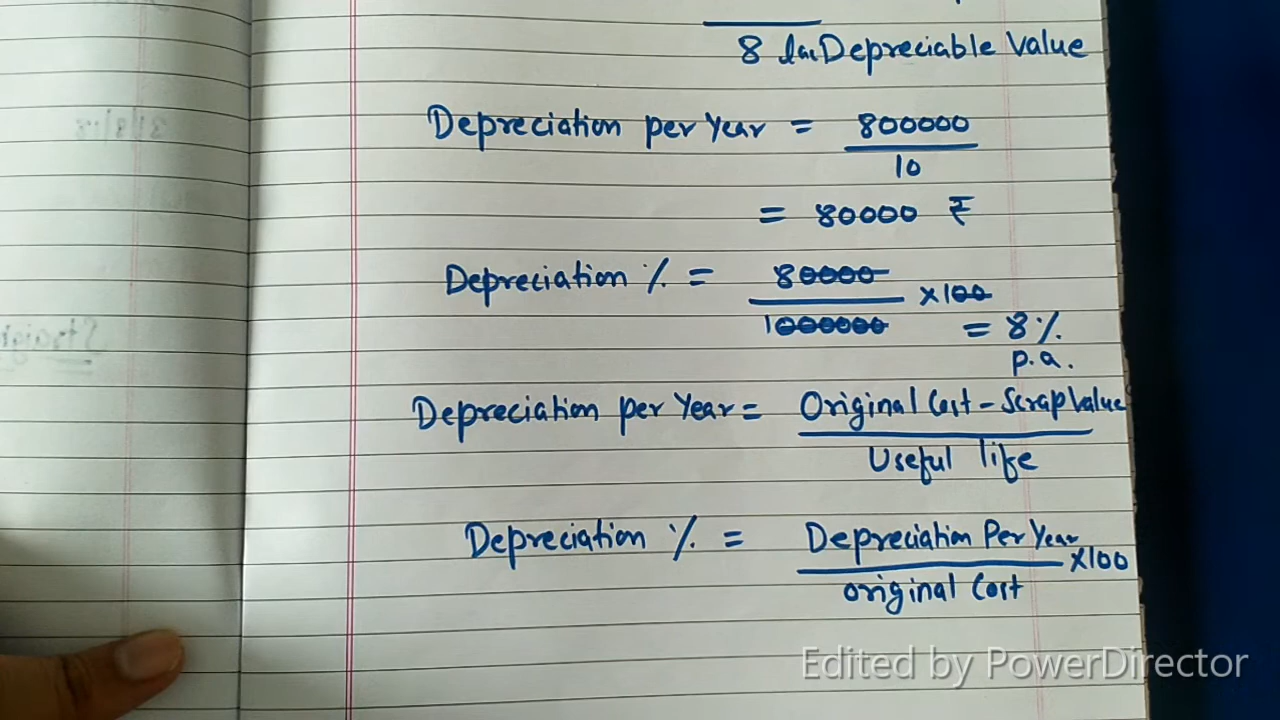 8 lac Depreciable Value
Depreciation per Year = 800000
10
= 80000 ₹
Depreciation % = 80000
1000000
×100
= 8%
p.a.
Depreciation per Year = Original Cost - Scrap Value
Useful life
Depreciation % = Depreciation Per Year
original Cost
×100
Edited by PowerDirector